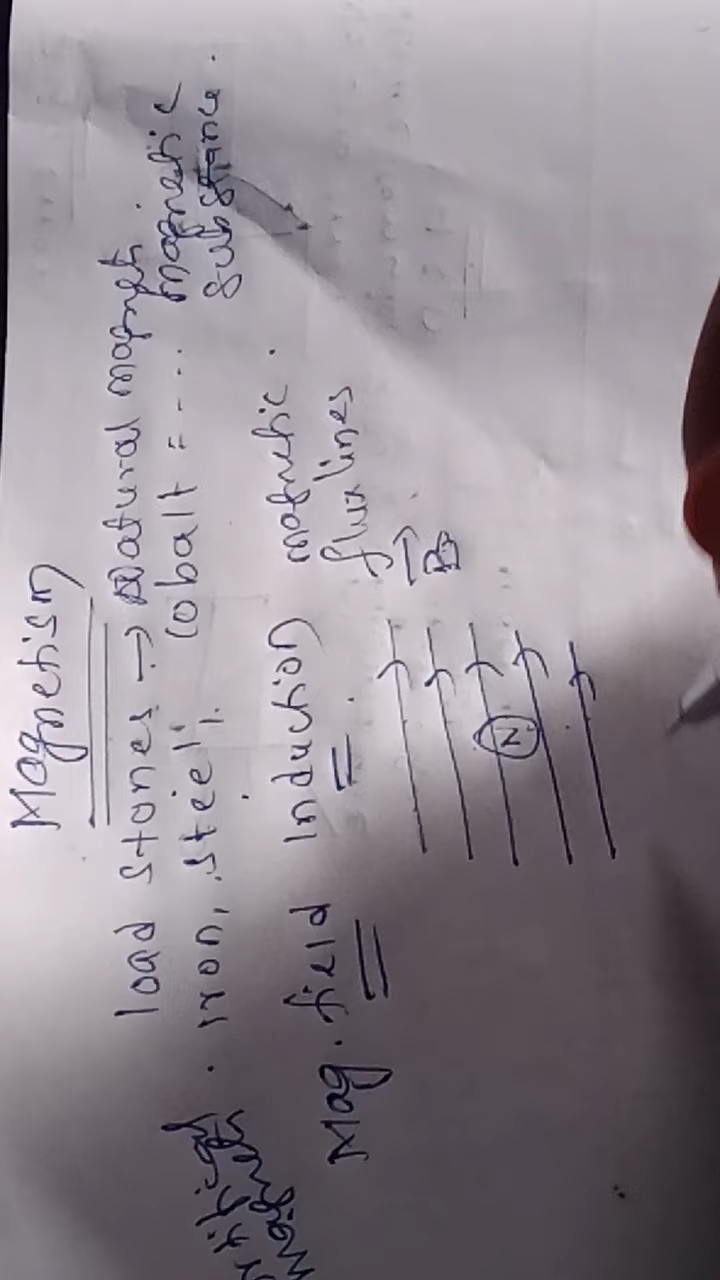 Magnetism
load stones → Natural magnet.
Artificial magnet. iron, steel, cobalt = .... magnetic substance.
Mag. field Induction. magnetic flux lines
B
N